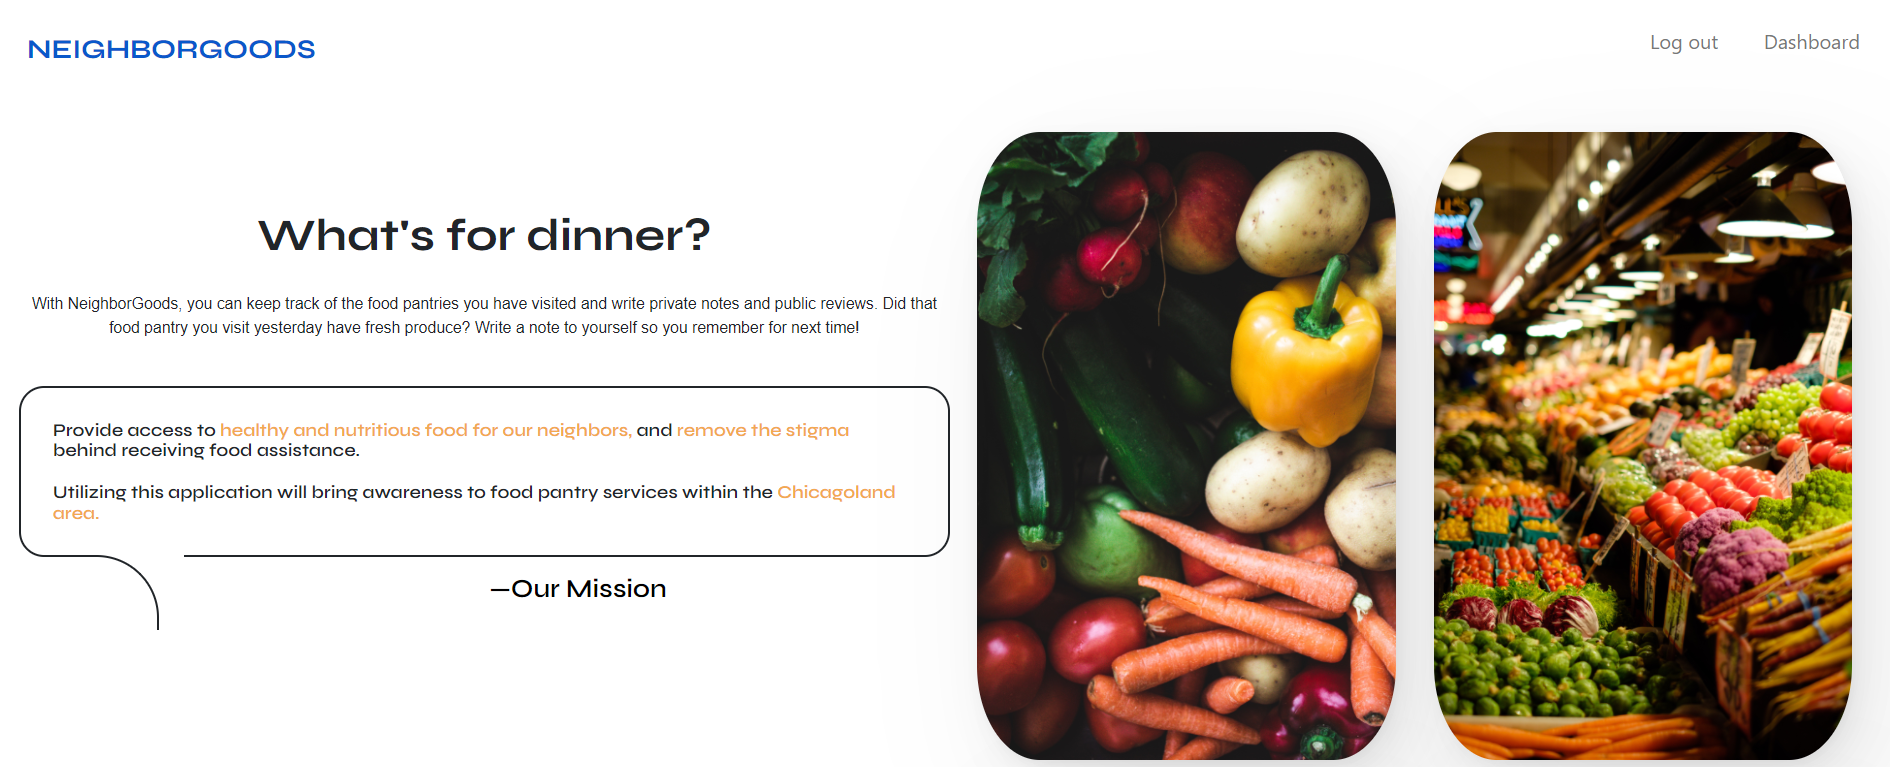 NEIGHBORGOODS
Log out
Dashboard
What's for dinner?
With NeighborGoods, you can keep track of the food pantries you have visited and write private notes and public reviews. Did that
food pantry you visit yesterday have fresh produce? Write a note to yourself so you remember for next time!
Provide access to healthy and nutritious food for our neighbors, and remove the stigma
behind receiving food assistance.
Utilizing this application will bring awareness to food pantry services within the Chicagoland
area.
—Our Mission